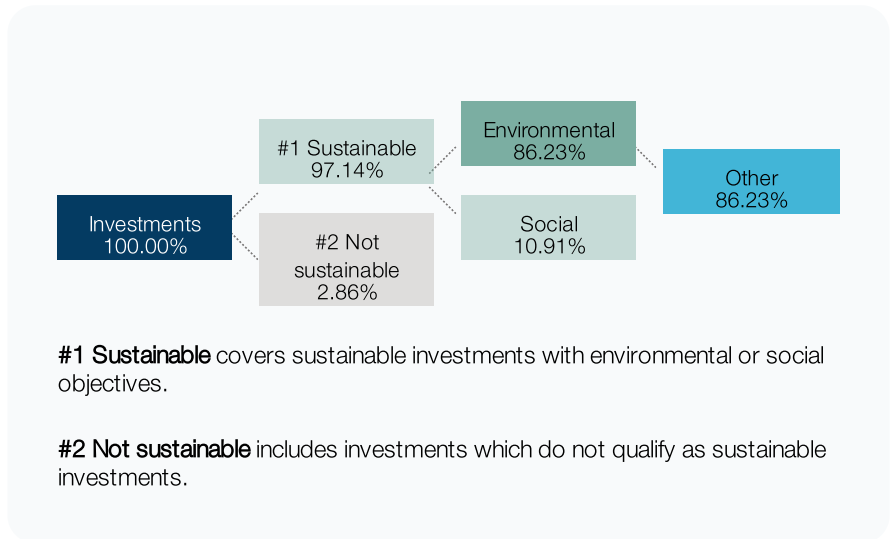 Investments
100.00%
#1 Sustainable
97.14%
#2 Not
sustainable
2.86%
Environmental
86.23%
Social
10.91%
Other
86.23%
#1 Sustainable covers sustainable investments with environmental or social
objectives.
#2 Not sustainable includes investments which do not qualify as sustainable
investments.